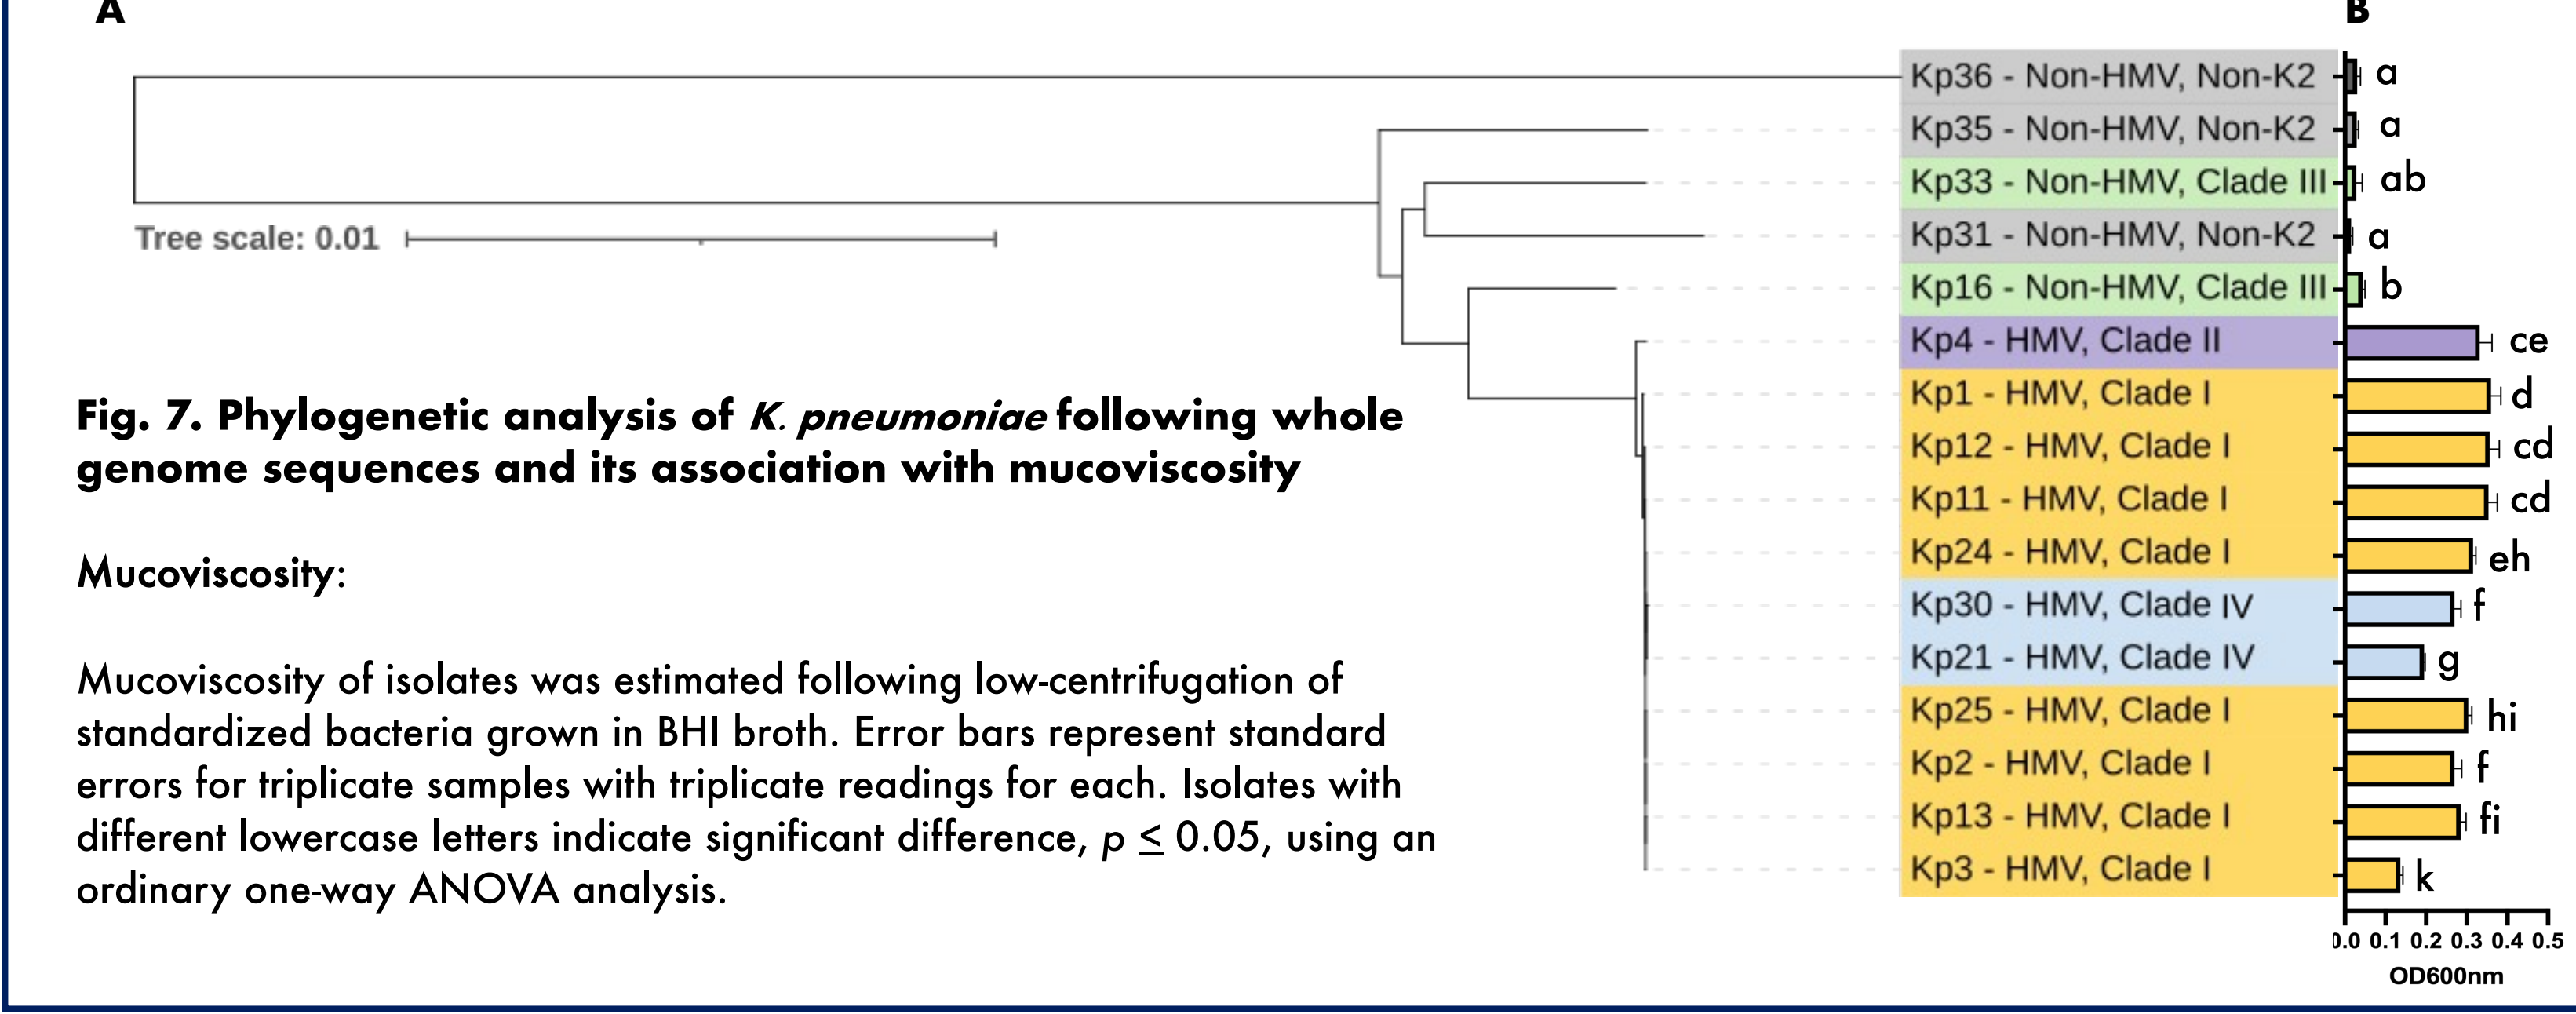 A
B
Kp36 - Non-HMV, Non-K2 a
Kp35 - Non-HMV, Non-K2 a
Kp33 - Non-HMV, Clade III ab
Tree scale: 0.01
Kp31 - Non-HMV, Non-K2 a
Kp16 - Non-HMV, Clade III b
Kp4 - HMV, Clade II ce
Kp1 - HMV, Clade I d
Kp12 - HMV, Clade I cd
Kp11 - HMV, Clade I cd
Kp24 - HMV, Clade I eh
Kp30 - HMV, Clade IV f
Kp21 - HMV, Clade IV g
Kp25 - HMV, Clade I hi
Kp2 - HMV, Clade I f
Kp13 - HMV, Clade I fi
Kp3 - HMV, Clade I k
0.0 0.1 0.2 0.3 0.4 0.5
OD600nm
Fig. 7. Phylogenetic analysis of K. pneumoniae following whole
genome sequences and its association with mucoviscosity
Mucoviscosity:
Mucoviscosity of isolates was estimated following low-centrifugation of
standardized bacteria grown in BHI broth. Error bars represent standard
errors for triplicate samples with triplicate readings for each. Isolates with
different lowercase letters indicate significant difference, p ≤ 0.05, using an
ordinary one-way ANOVA analysis.